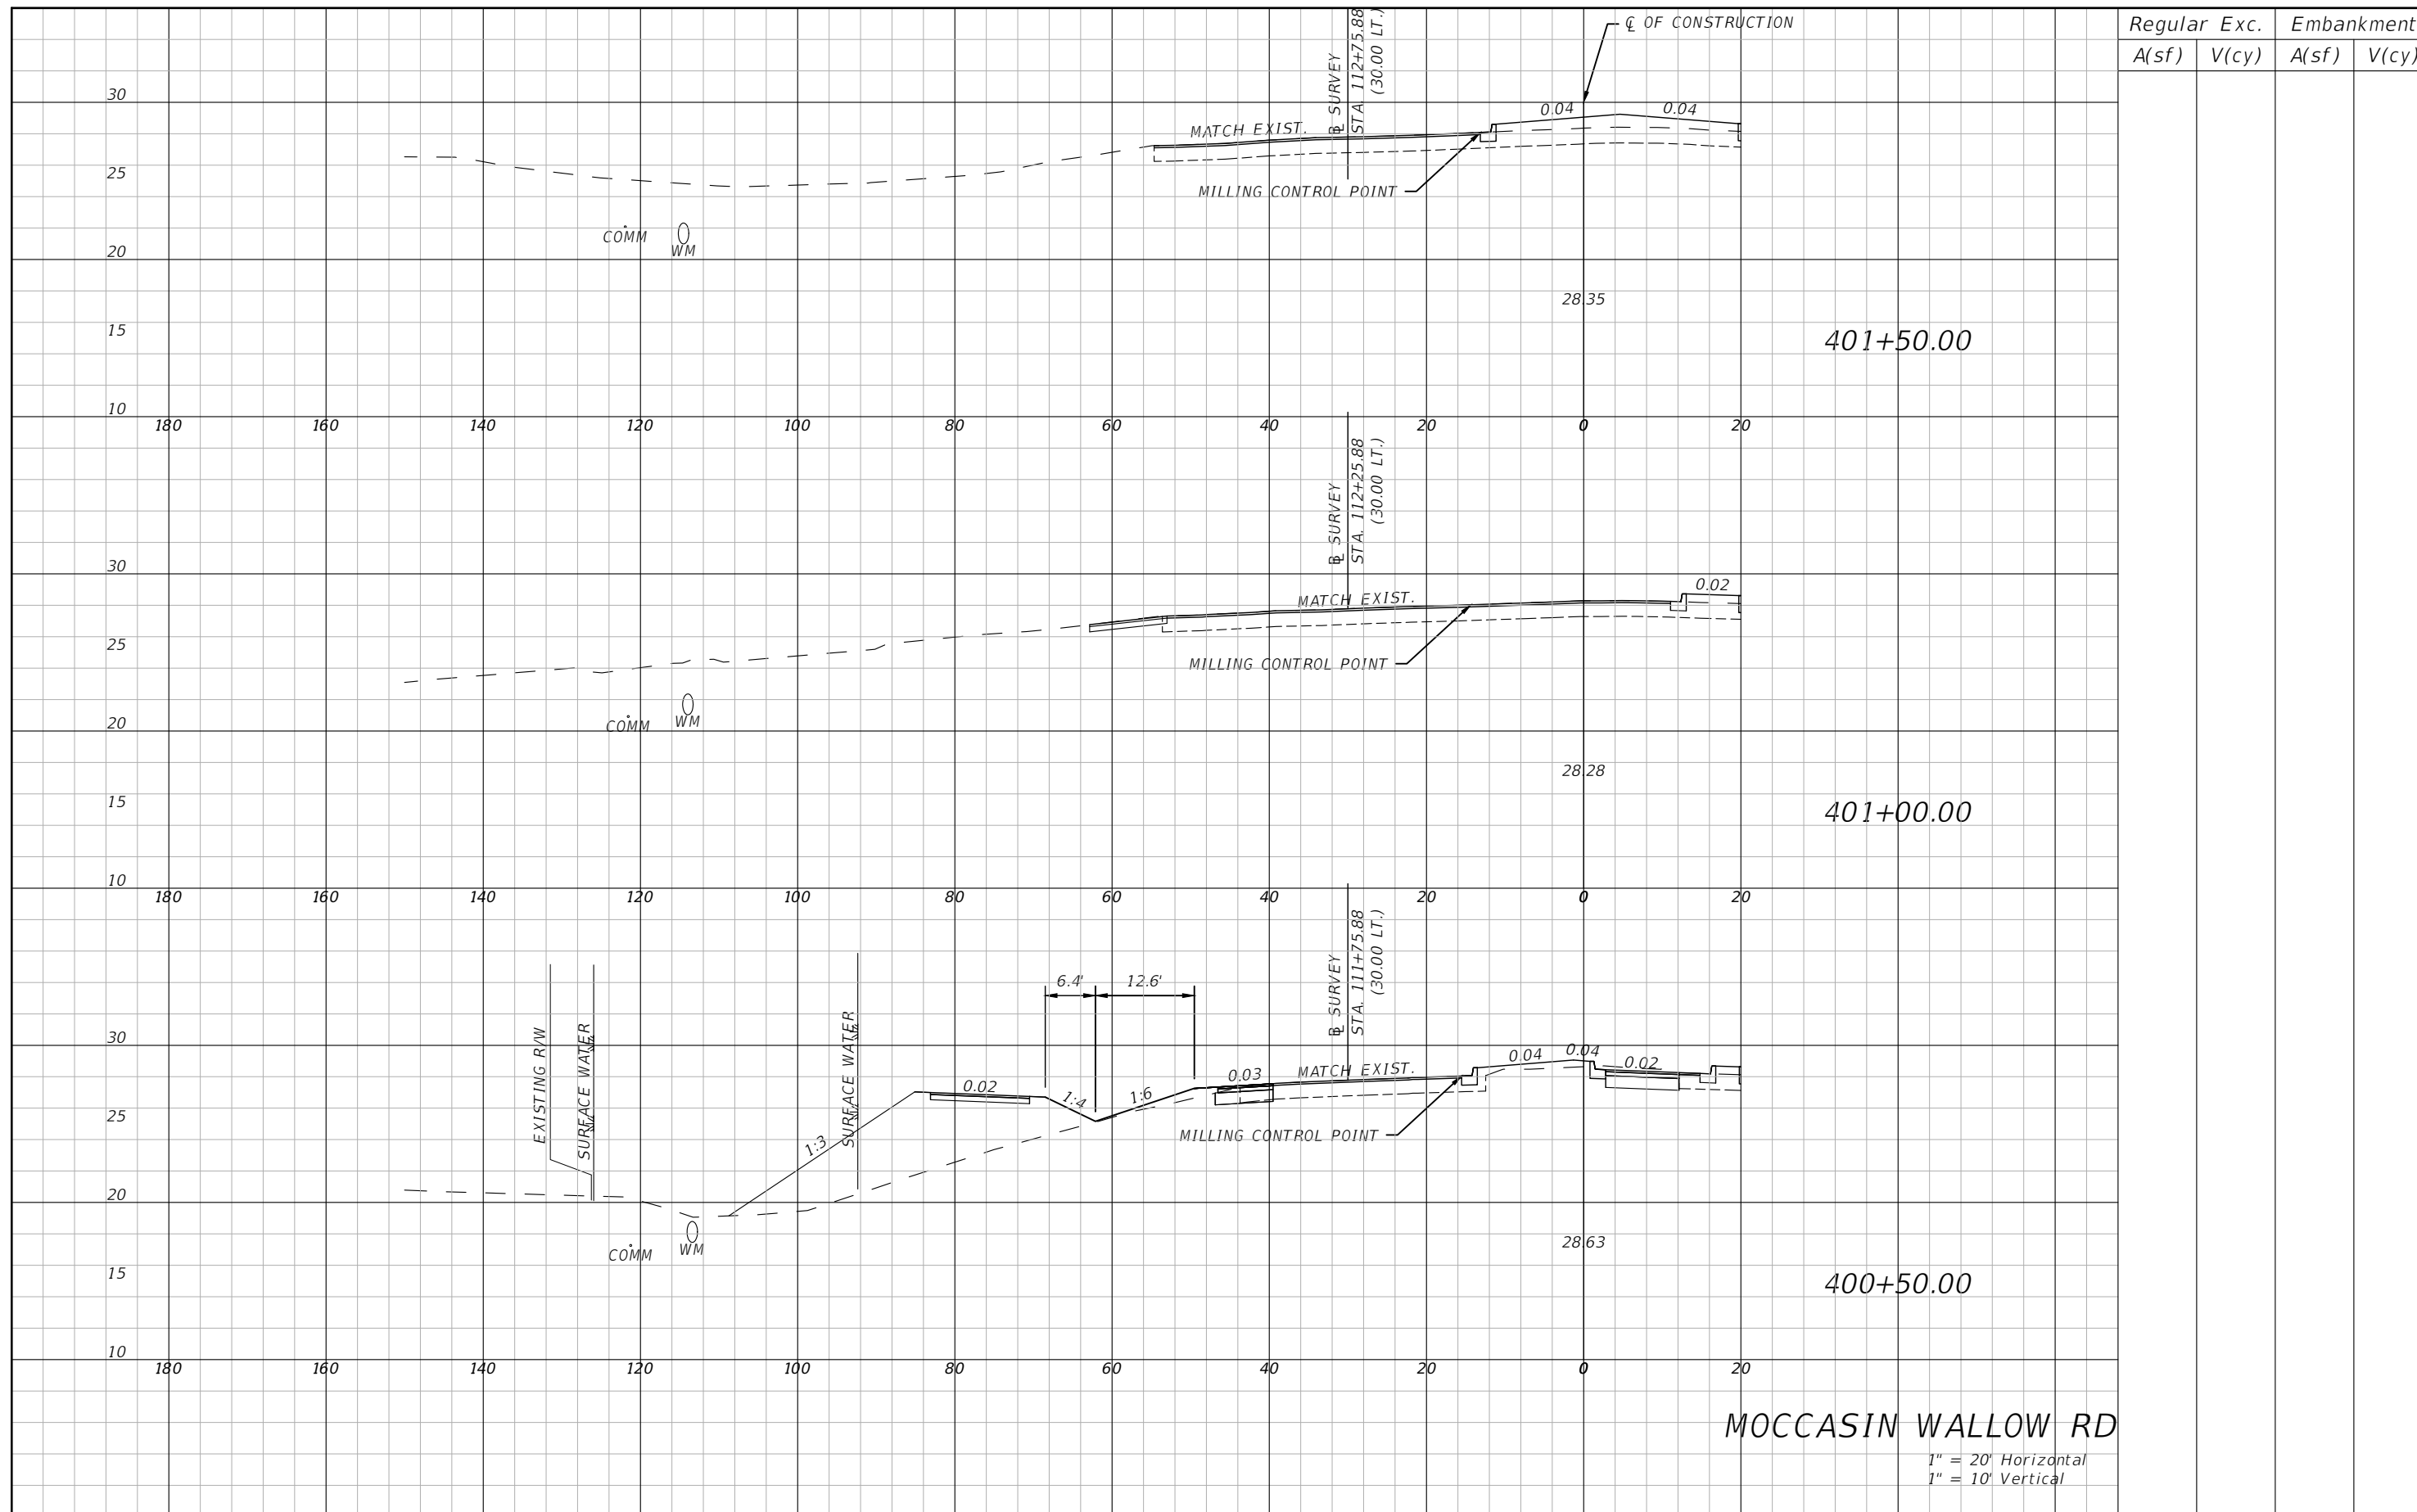 Regular Exc. Embankment
A(sf) V(cy) A(sf) V(cy)
℄ OF CONSTRUCTION
℄ SURVEY
STA. 112+75.88
(30.00 LT.)
30
MATCH EXIST.
0.04
0.04
25
MILLING CONTROL POINT
COMM
WM
20
28.35
15
401+50.00
10
180 160 140 120 100 80 60 40 20 0 20
℄ SURVEY
STA. 112+25.88
(30.00 LT.)
30
MATCH EXIST.
0.02
25
MILLING CONTROL POINT
COMM
WM
20
28.28
15
401+00.00
10
180 160 140 120 100 80 60 40 20 0 20
℄ SURVEY
STA. 111+75.88
(30.00 LT.)
6.4' 12.6'
30
EXISTING R/W
SURFACE WATER
SURFACE WATER
1:3
0.02
1:4
1:6
0.03
MATCH EXIST.
0.04
0.04
0.02
25
MILLING CONTROL POINT
20
COMM
WM
28.63
15
400+50.00
10
180 160 140 120 100 80 60 40 20 0 20
MOCCASIN WALLOW RD
1" = 20' Horizontal
1" = 10' Vertical